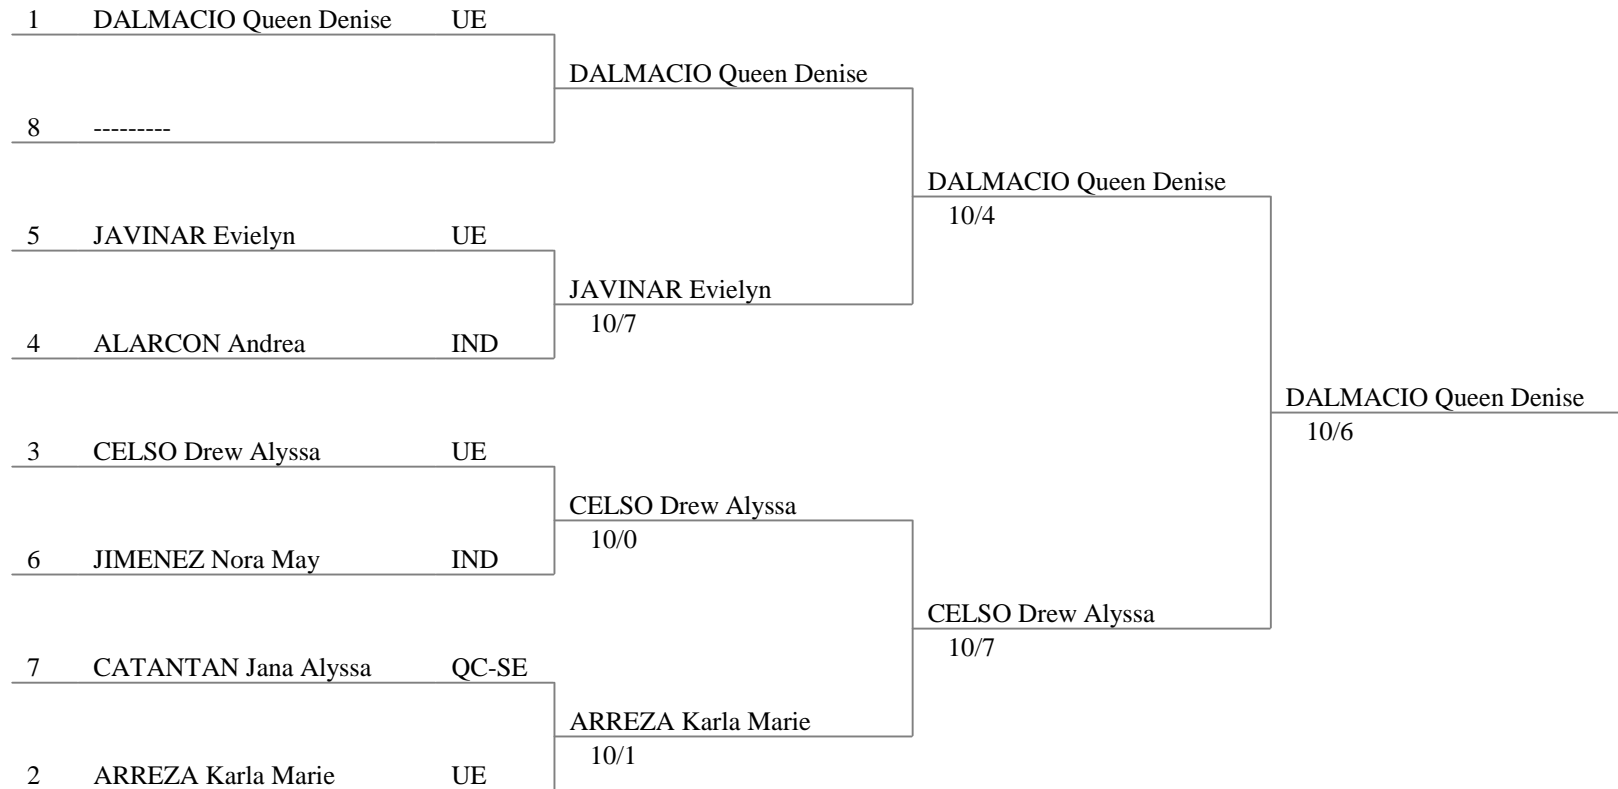 1 DALMACIO Queen Denise UE
DALMACIO Queen Denise
8 ---------
DALMACIO Queen Denise
10/4
5 JAVINAR Evielyn UE
JAVINAR Evielyn
10/7
4 ALARCON Andrea IND
DALMACIO Queen Denise
10/6
3 CELSO Drew Alyssa UE
CELSO Drew Alyssa
10/0
6 JIMENEZ Nora May IND
CELSO Drew Alyssa
10/7
7 CATANTAN Jana Alyssa QC-SE
ARREZA Karla Marie
10/1
2 ARREZA Karla Marie UE